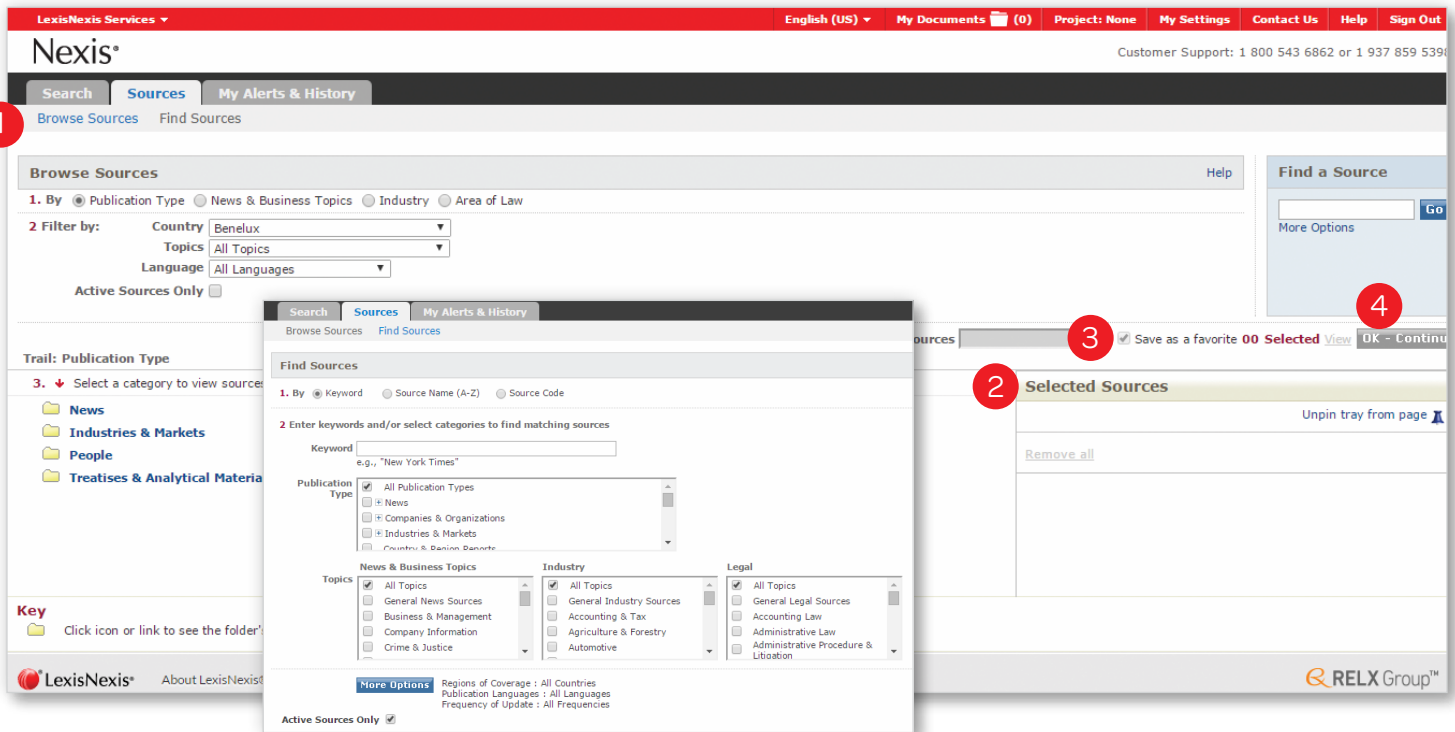 LexisNexis Services ▾ English (US) ▾ My Documents (0) Project: None My Settings Contact Us Help Sign Out
Nexis® Customer Support: 1 800 543 6862 or 1 937 859 5398
Search Sources My Alerts & History
1 Browse Sources Find Sources
Browse Sources Help
Find a Source
1. By Publication Type News & Business Topics Industry Area of Law
Go
More Options
2 Filter by: Country Benelux
Topics All Topics
Language All Languages
Active Sources Only
4
ources 3 Save as a favorite 00 Selected View OK - Continu
Trail: Publication Type
3. Select a category to view sources
News
Industries & Markets
People
Treatises & Analytical Materia
2 Selected Sources
Unpin tray from page
Remove all
Key
Click icon or link to see the folder's
LexisNexis® About LexisNexis®
RELX Group™
Search Sources My Alerts & History
Browse Sources Find Sources
Find Sources
1. By Keyword Source Name (A-Z) Source Code
2 Enter keywords and/or select categories to find matching sources
Keyword
e.g., "New York Times"
Publication Type
All Publication Types
News
Companies & Organizations
Industries & Markets
Country & Region Reports
Topics
News & Business Topics
All Topics
General News Sources
Business & Management
Company Information
Crime & Justice
Industry
All Topics
General Industry Sources
Accounting & Tax
Agriculture & Forestry
Automotive
Legal
All Topics
General Legal Sources
Accounting Law
Administrative Law
Administrative Procedure &
Litigation
More Options
Regions of Coverage : All Countries
Publication Languages : All Languages
Frequency of Update : All Frequencies
Active Sources Only